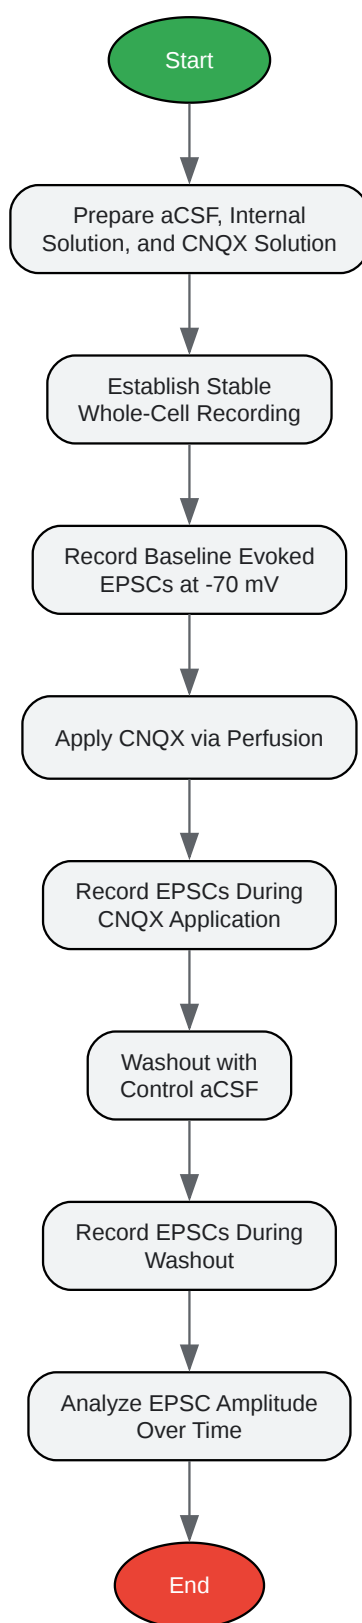 Start
Prepare aCSF, Internal
Solution, and CNQX Solution
Establish Stable
Whole-Cell Recording
Record Baseline Evoked
EPSCs at -70 mV
Apply CNQX via Perfusion
Record EPSCs During
CNQX Application
Washout with
Control aCSF
Record EPSCs During
Washout
Analyze EPSC Amplitude
Over Time
End